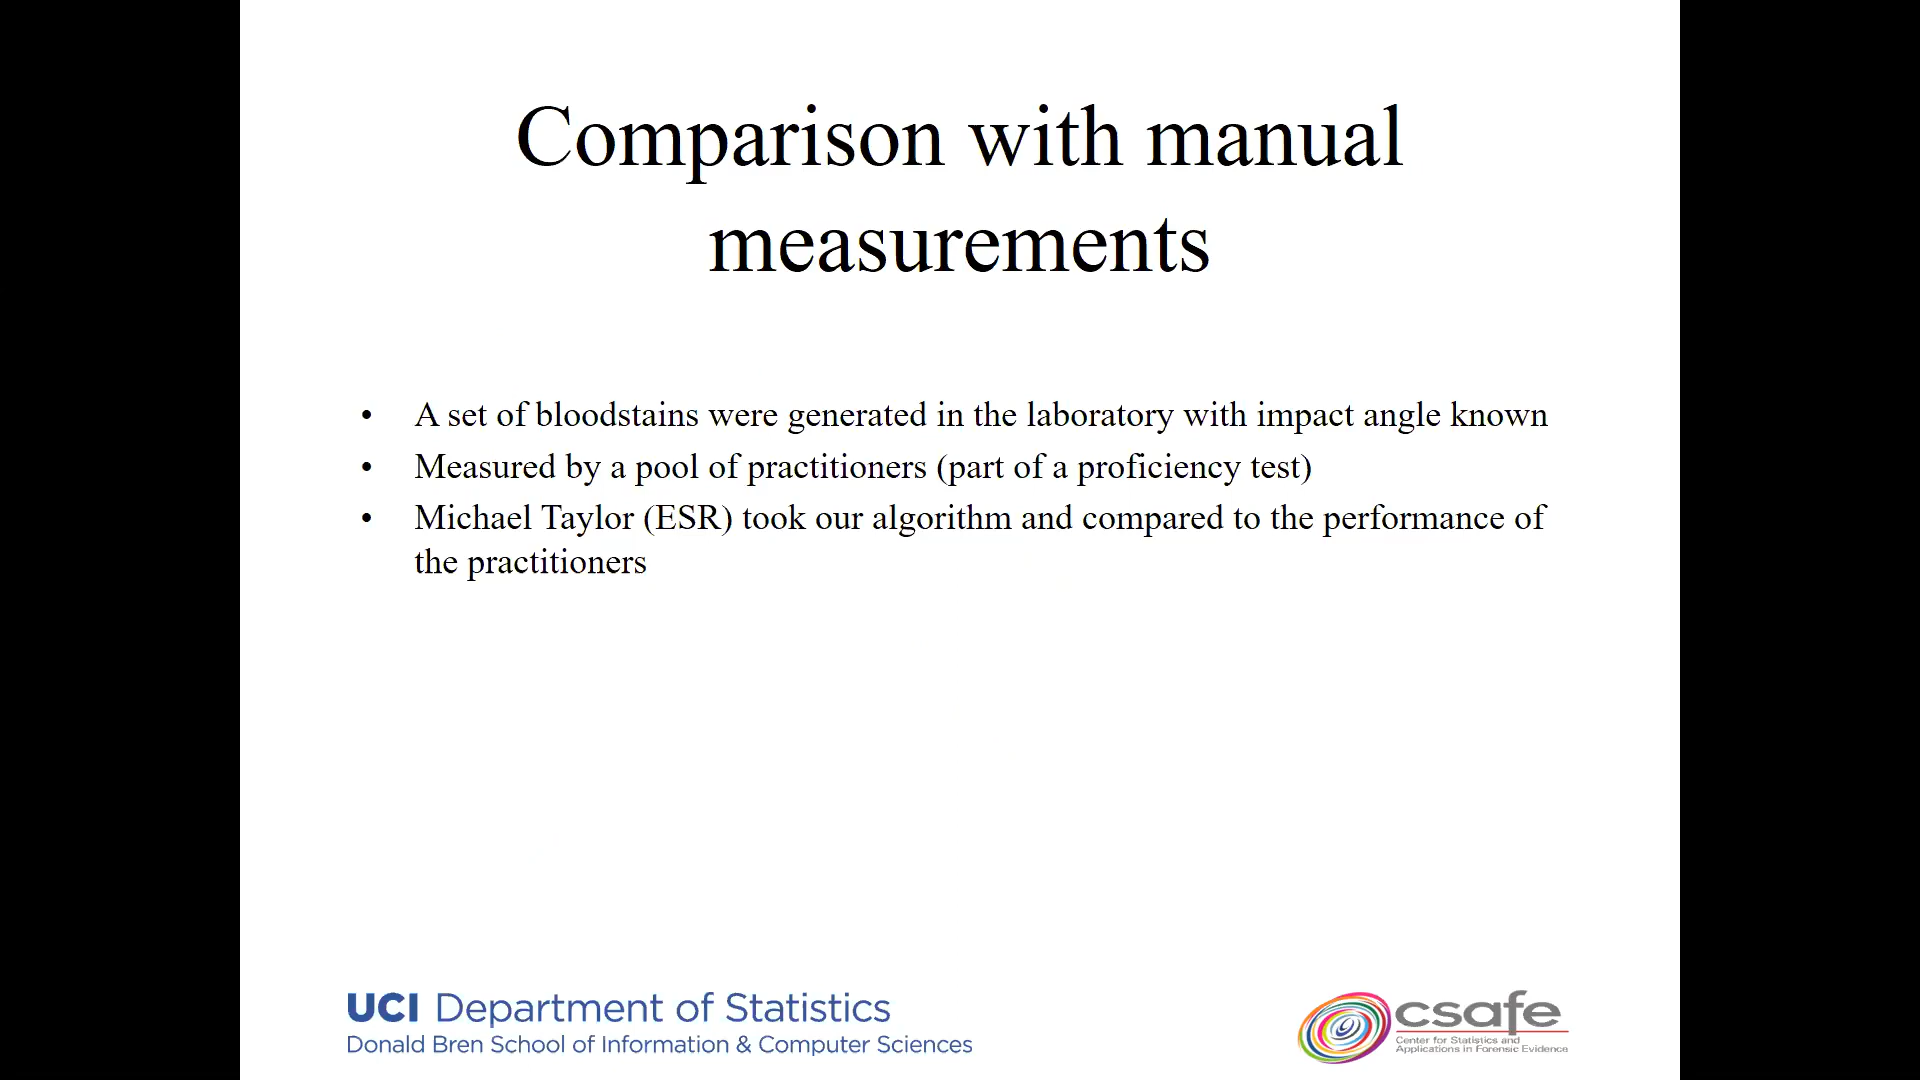 Comparison with manual
measurements
• A set of bloodstains were generated in the laboratory with impact angle known
• Measured by a pool of practitioners (part of a proficiency test)
• Michael Taylor (ESR) took our algorithm and compared to the performance of
the practitioners
UCI Department of Statistics
Donald Bren School of Information & Computer Sciences
csafe
Center for Statistics and
Applications in Forensic Evidence